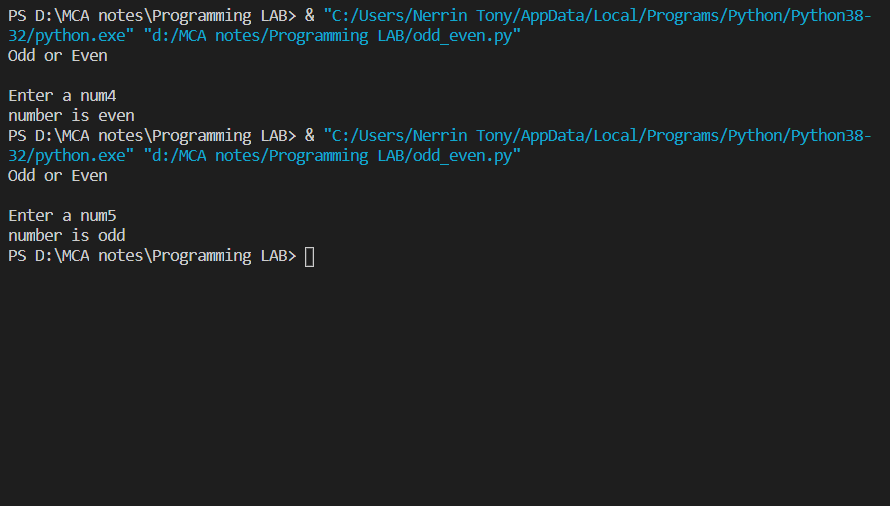 PS D:\MCA notes\Programming LAB> & "C:/Users/Nerrin Tony/AppData/Local/Programs/Python/Python38-
32/python.exe" "d:/MCA notes/Programming LAB/odd_even.py"
Odd or Even

Enter a num4
number is even
PS D:\MCA notes\Programming LAB> & "C:/Users/Nerrin Tony/AppData/Local/Programs/Python/Python38-
32/python.exe" "d:/MCA notes/Programming LAB/odd_even.py"
Odd or Even

Enter a num5
number is odd
PS D:\MCA notes\Programming LAB>